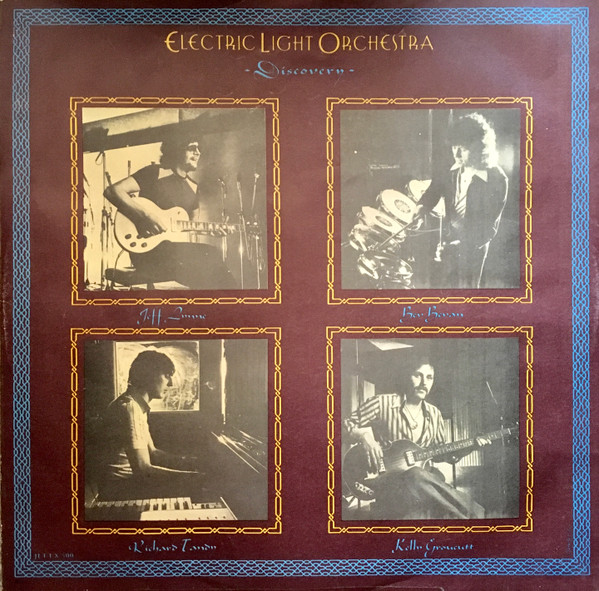 ELECTRIC LIGHT ORCHESTRA
-Discovery-
Jeff Lynne
Bev Bevan
Richard Tandy
Kelly Groucutt